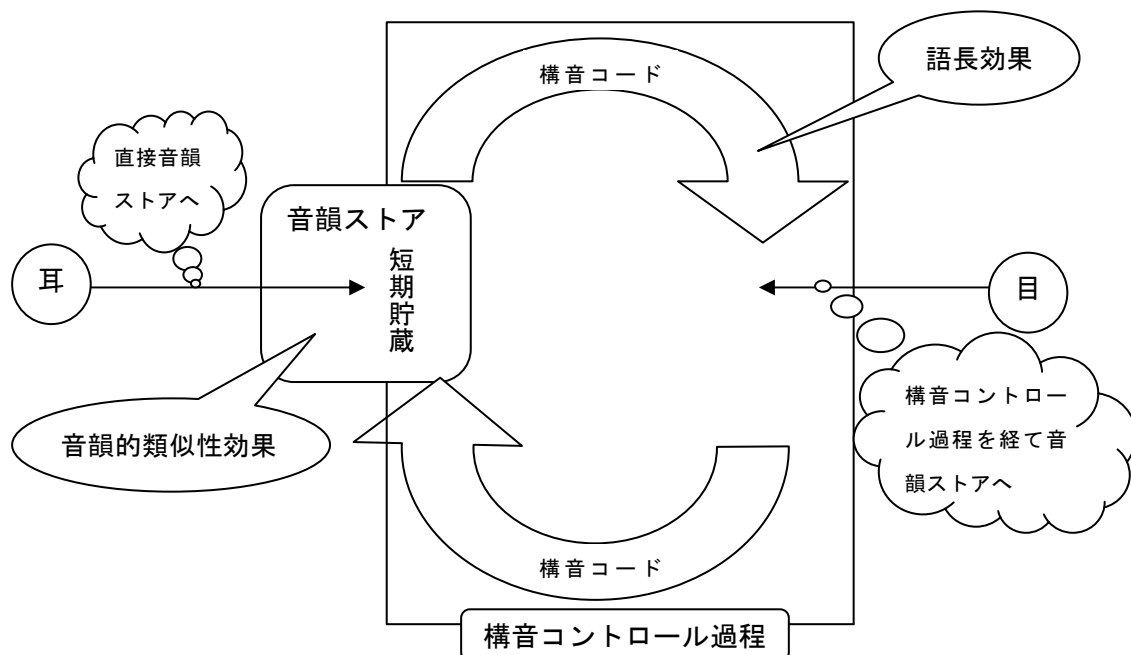 構音コード
語長効果
直接音韻
ストアへ
音韻ストア
短期貯蔵
耳
目
音韻的類似性効果
構音コントロー
ル過程を経て音
韻ストアへ
構音コード
構音コントロール過程